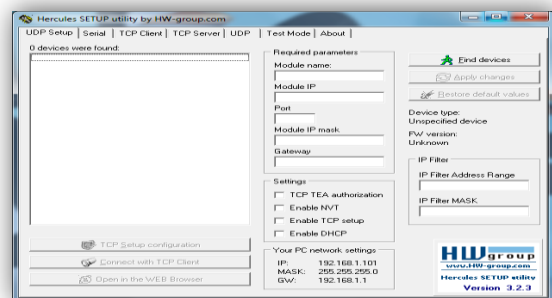 Hercules SETUP utility by HW-group.com
UDP Setup | Serial | TCP Client | TCP Server | UDP | Test Mode | About
0 devices were found:
TCP Setup configuration
Connect with TCP Client
Open in the WEB Browser
Required parameters
Module name:
Module IP
Port
Module IP mask
Gateway
Settings
TCP TEA authorization
Enable NVT
Enable TCP setup
Enable DHCP
Your PC network settings
IP: 192.168.1.101
MASK: 255.255.255.0
GW: 192.168.1.1
Find devices
Apply changes
Restore default values
Device type:
Unspecified device
FW version:
Unknown
IP Filter
IP Filter Address Range
IP Filter MASK
HW group
www.HW-group.com
Hercules SETUP utility
Version 3.2.3